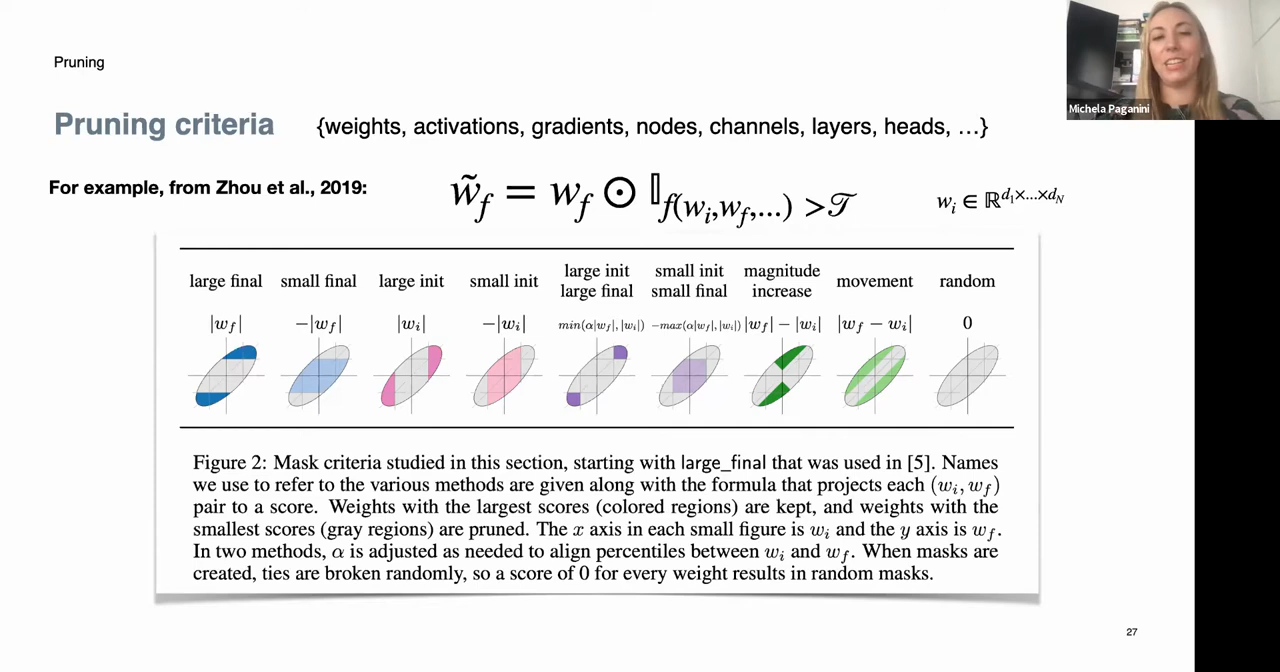 Pruning
Michela Paganini
Pruning criteria {weights, activations, gradients, nodes, channels, layers, heads, …}
For example, from Zhou et al., 2019: w̃_f = w_f ⊙ 𝕀_{f(w_i,w_f,…) >𝒯} w_i ∈ ℝ^{d_1×…×d_N}
large final small final large init small init large init large final small init small final magnitude increase movement random
|w_f| −|w_f| |w_i| −|w_i| min(α|w_f|, |w_i|) −max(α|w_f|, |w_i|) |w_f| − |w_i| |w_f − w_i| 0
Figure 2: Mask criteria studied in this section, starting with large_final that was used in [5]. Names
we use to refer to the various methods are given along with the formula that projects each (w_i, w_f)
pair to a score. Weights with the largest scores (colored regions) are kept, and weights with the
smallest scores (gray regions) are pruned. The x axis in each small figure is w_i and the y axis is w_f.
In two methods, α is adjusted as needed to align percentiles between w_i and w_f. When masks are
created, ties are broken randomly, so a score of 0 for every weight results in random masks.
27